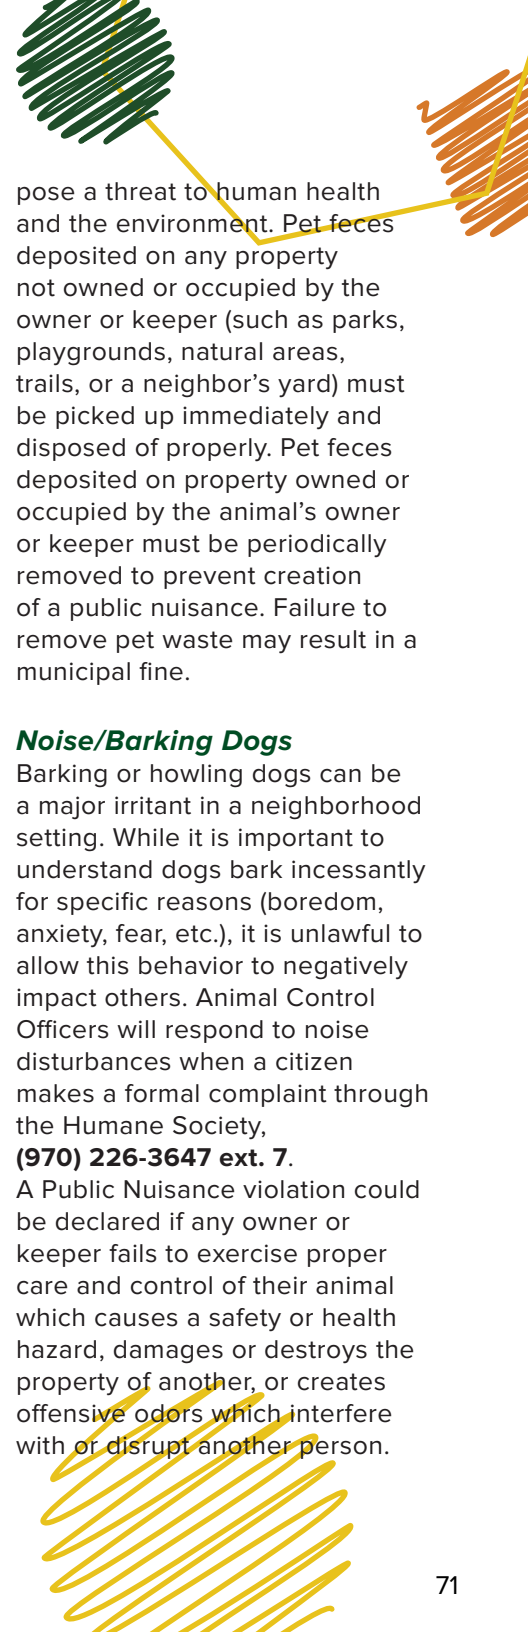 pose a threat to human health
and the environment. Pet feces
deposited on any property
not owned or occupied by the
owner or keeper (such as parks,
playgrounds, natural areas,
trails, or a neighbor’s yard) must
be picked up immediately and
disposed of properly. Pet feces
deposited on property owned or
occupied by the animal’s owner
or keeper must be periodically
removed to prevent creation
of a public nuisance. Failure to
remove pet waste may result in a
municipal fine.
Noise/Barking Dogs
Barking or howling dogs can be
a major irritant in a neighborhood
setting. While it is important to
understand dogs bark incessantly
for specific reasons (boredom,
anxiety, fear, etc.), it is unlawful to
allow this behavior to negatively
impact others. Animal Control
Officers will respond to noise
disturbances when a citizen
makes a formal complaint through
the Humane Society,
(970) 226-3647 ext. 7.
A Public Nuisance violation could
be declared if any owner or
keeper fails to exercise proper
care and control of their animal
which causes a safety or health
hazard, damages or destroys the
property of another, or creates
offensive odors which interfere
with or disrupt another person.
71